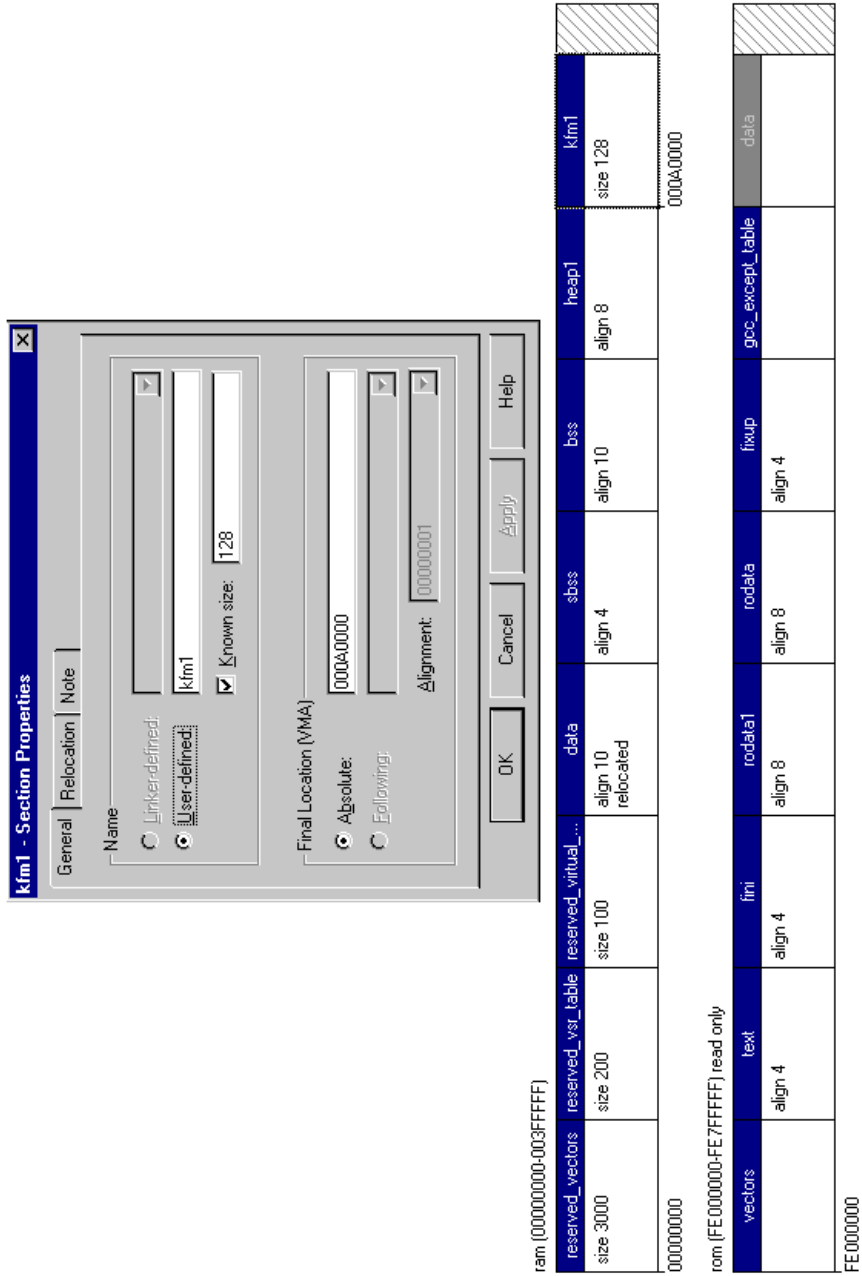 kfm1 - Section Properties
General Relocation Note
Name
Linker-defined:
User-defined:
kfm1
Known size:
128
Final Location (VMA)
Absolute:
000A0000
Following:
Alignment:
00000001
OK Cancel Apply Help
ram (00000000-003FFFFF)
reserved_vectors reserved_vsr_table reserved_virtual_... data sbss bss heap1 kfm1
size 3000 size 200 size 100 align 10 align 4 align 10 align 8 size 128
relocated
00000000 000A0000
rom (FE000000-FE7FFFFF) read only
vectors text fini rodata1 rodata fixup gcc_except_table data
align 4 align 4 align 8 align 8 align 4
FE000000